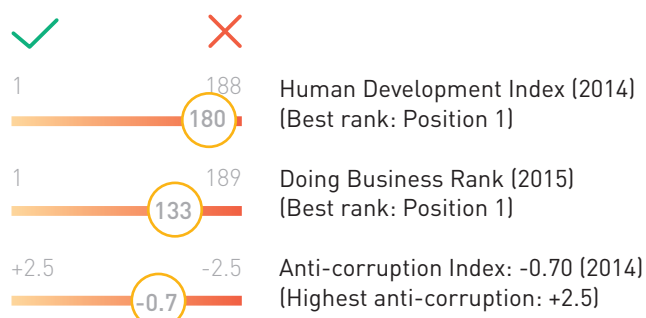 1 188
180
Human Development Index (2014)
(Best rank: Position 1)
1 189
133
Doing Business Rank (2015)
(Best rank: Position 1)
+2.5 -2.5
-0.7
Anti-corruption Index: -0.70 (2014)
(Highest anti-corruption: +2.5)